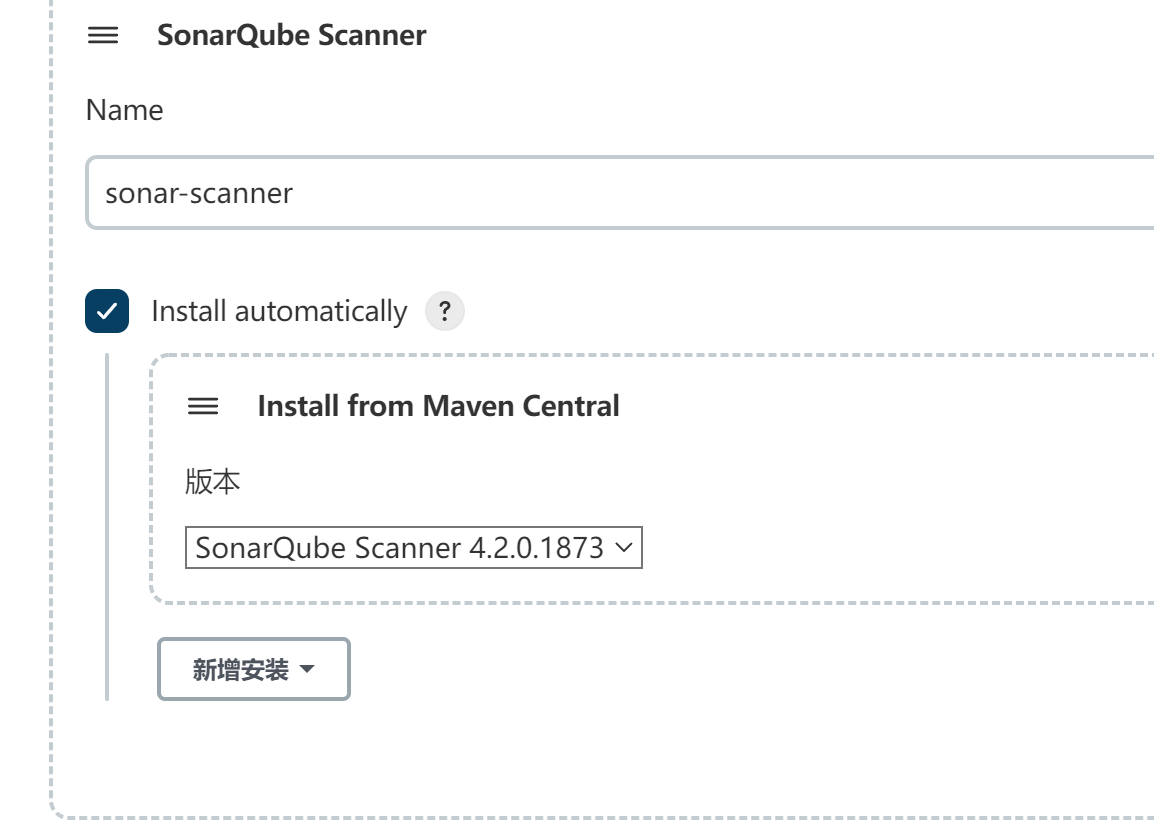 SonarQube Scanner
Name
sonar-scanner
Install automatically ?
Install from Maven Central
版本
SonarQube Scanner 4.2.0.1873
新增安装